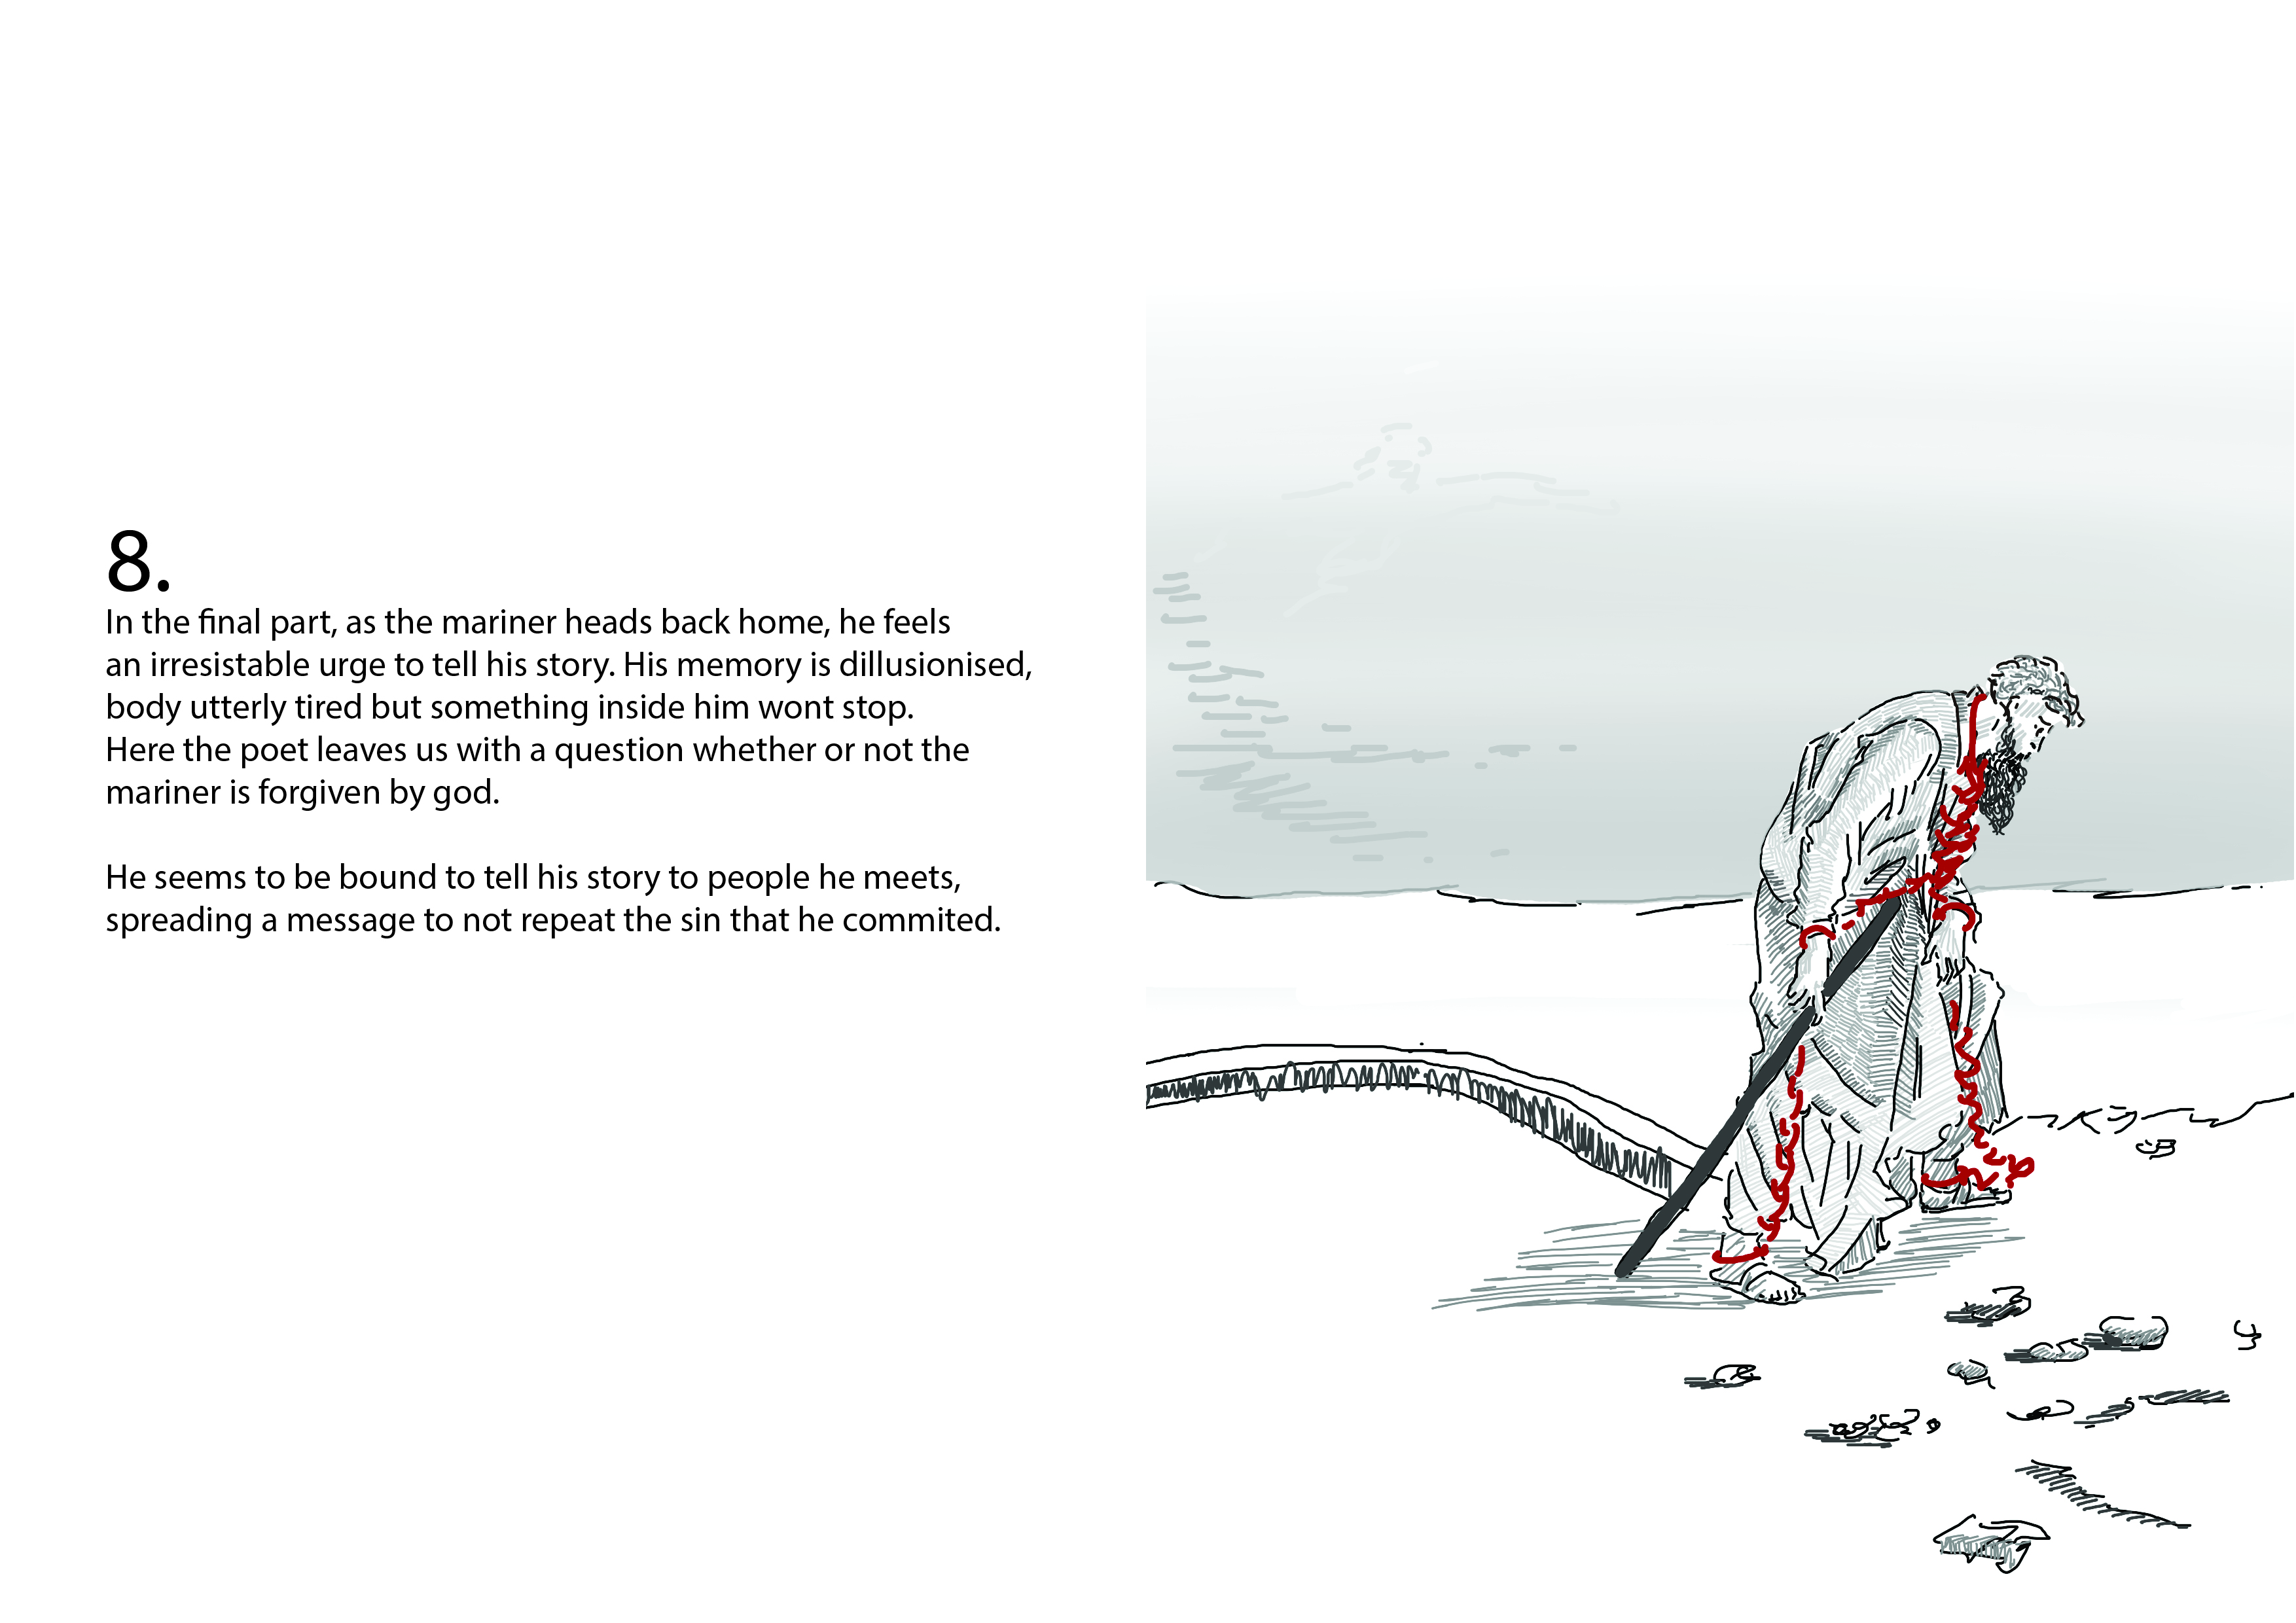 8.
In the final part, as the mariner heads back home, he feels
an irresistable urge to tell his story. His memory is dillusionised,
body utterly tired but something inside him wont stop.
Here the poet leaves us with a question whether or not the
mariner is forgiven by god.
He seems to be bound to tell his story to people he meets,
spreading a message to not repeat the sin that he commited.